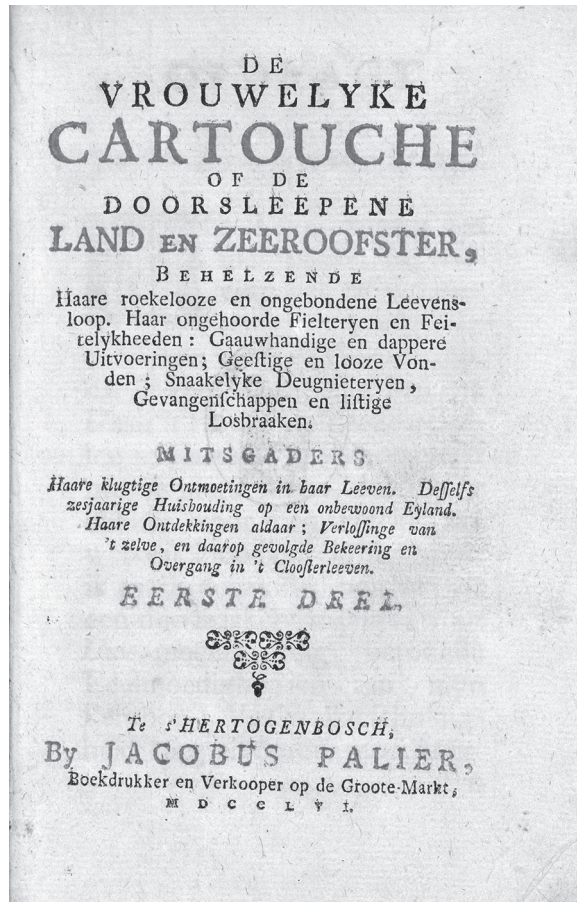 DE
VROUWELYKE
CARTOUCHE
OF DE
DOORSLEEPENE
LAND EN ZEEROOFSTER,
BEHELZENDE
Haare roekelooze en ongebondene Leevens-
loop. Haar ongehoorde Fielteryen en Fei-
telykheeden : Gaauwhandige en dappere
Uitvoeringen; Geeſtige en looze Von-
den ; Snaakelyke Deugnieteryen,
Gevangenſchappen en liſtige
Losbraaken.
MITSGADERS
Haare klugtige Ontmoetingen in haar Leeven. Deſſelfs
zesjaarige Huishouding op een onbewoond Eyland.
Haare Ontdekkingen aldaar ; Verloſſinge van
't zelve, en daarop gevolgde Bekeering en
Overgang in 't Clooſterleeven.
EERSTE DEEL.
Te s'HERTOGENBOSCH,
By JACOBUS PALIER,
Boekdrukker en Verkooper op de Groote-Markt,
MDCCLVI.